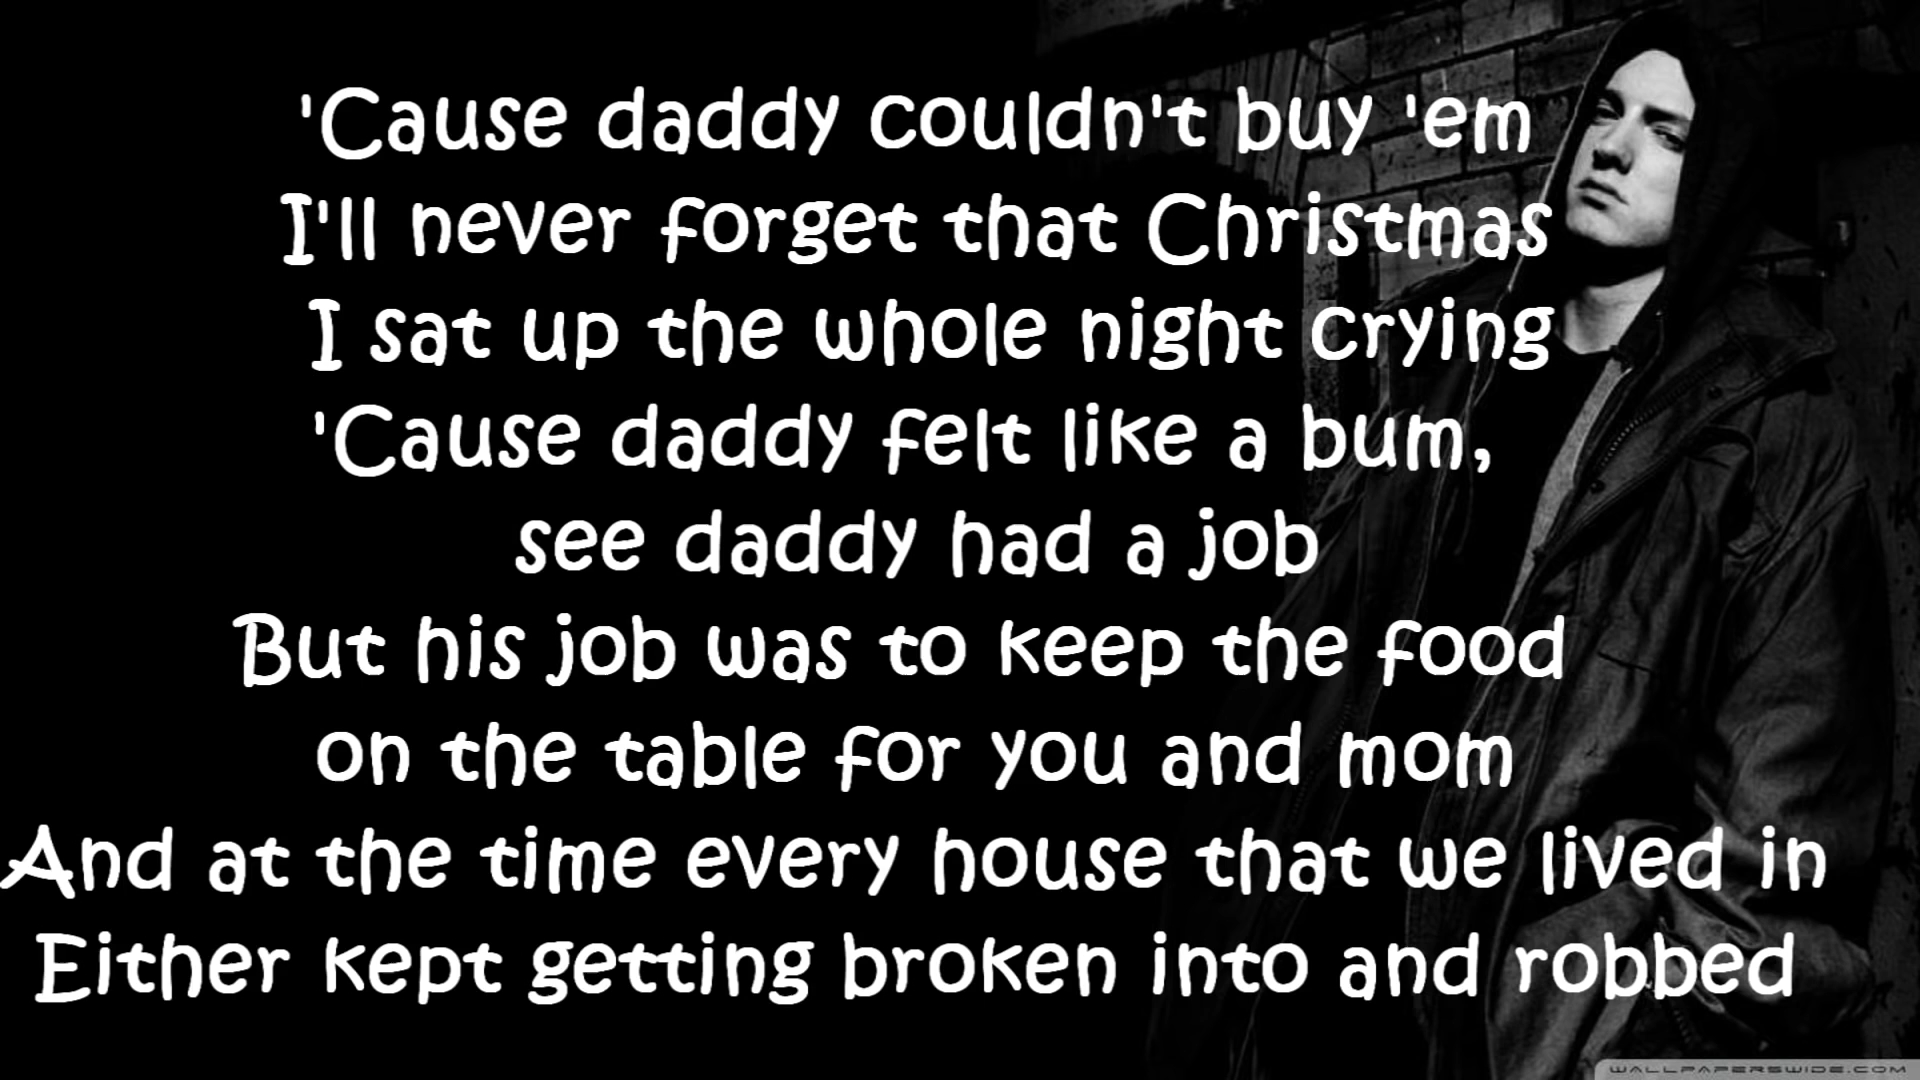 'Cause daddy couldn't buy 'em
I'll never forget that Christmas
I sat up the whole night crying
'Cause daddy felt like a bum,
see daddy had a job
But his job was to keep the food
on the table for you and mom
And at the time every house that we lived in
Either kept getting broken into and robbed
WALLPAPERSWIDE.COM